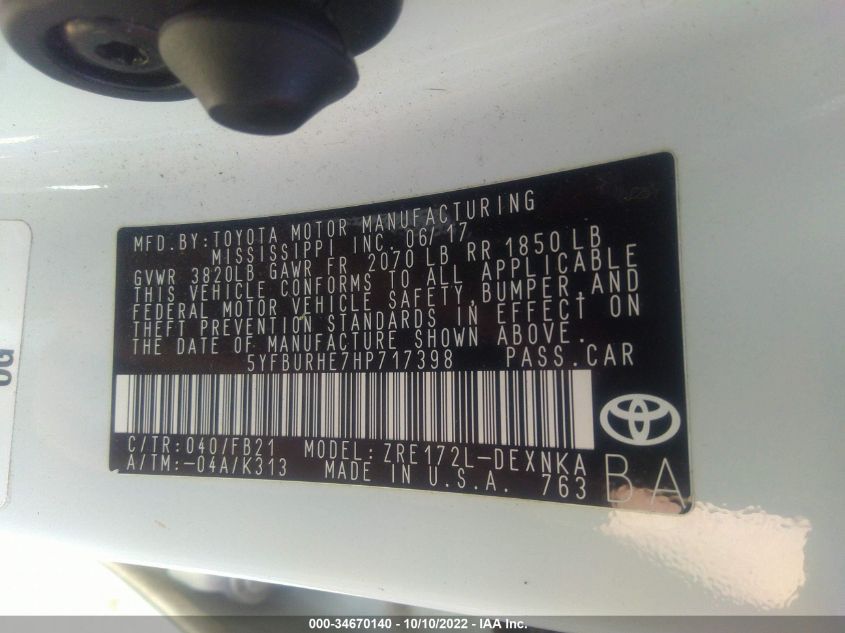 MFD.BY:TOYOTA MOTOR MANUFACTURING
MISSISSIPPI INC. 06/17
GVWR 3820LB GAWR FR 2070 LB RR 1850 LB
THIS VEHICLE CONFORMS TO ALL APPLICABLE
FEDERAL MOTOR VEHICLE SAFETY,BUMPER,AND
THEFT PREVENTION STANDARDS IN EFFECT ON
THE DATE OF MANUFACTURE SHOWN ABOVE.
5YFBURHE7HP717398 PASS.CAR
C/TR:040/FB21 MODEL:ZRE172L-DEXNKA
A/TM:-04A/K313 MADE IN U.S.A. 763
BA
000-34670140 - 10/10/2022 - IAA Inc.